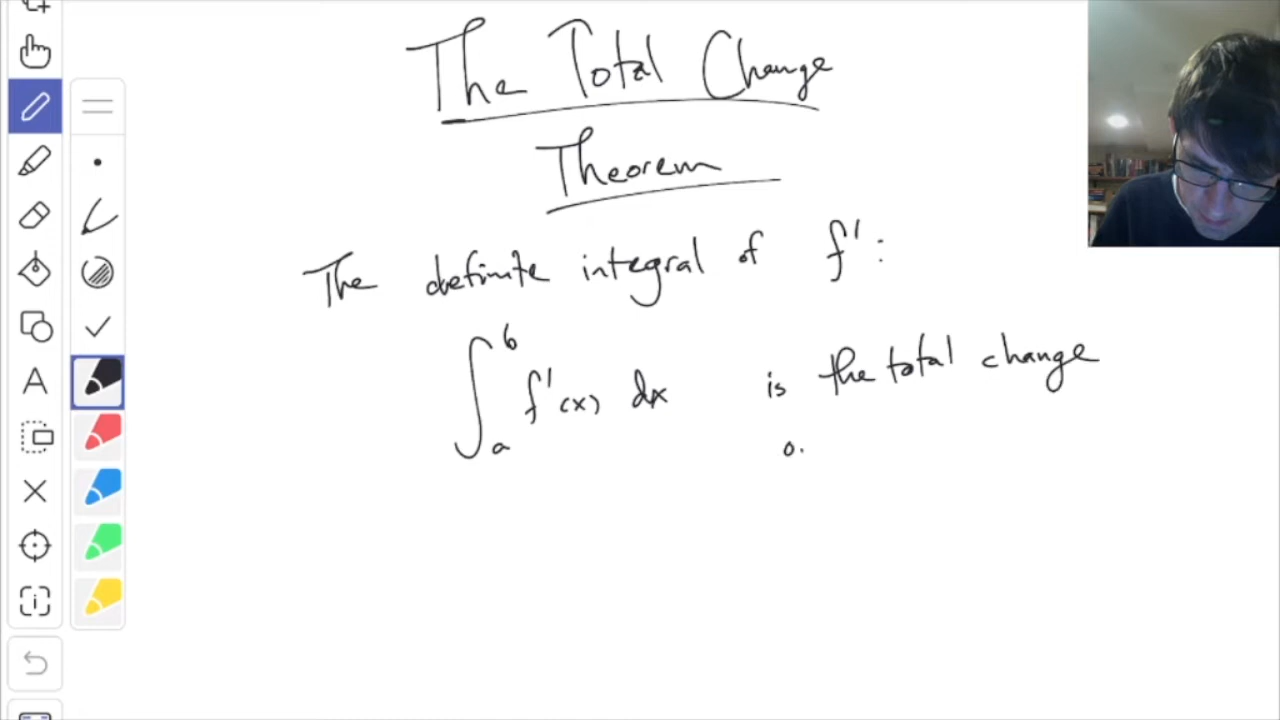 The Total Change
Theorem
The definite integral of f':
∫_a^b f'(x) dx is the total change
o.